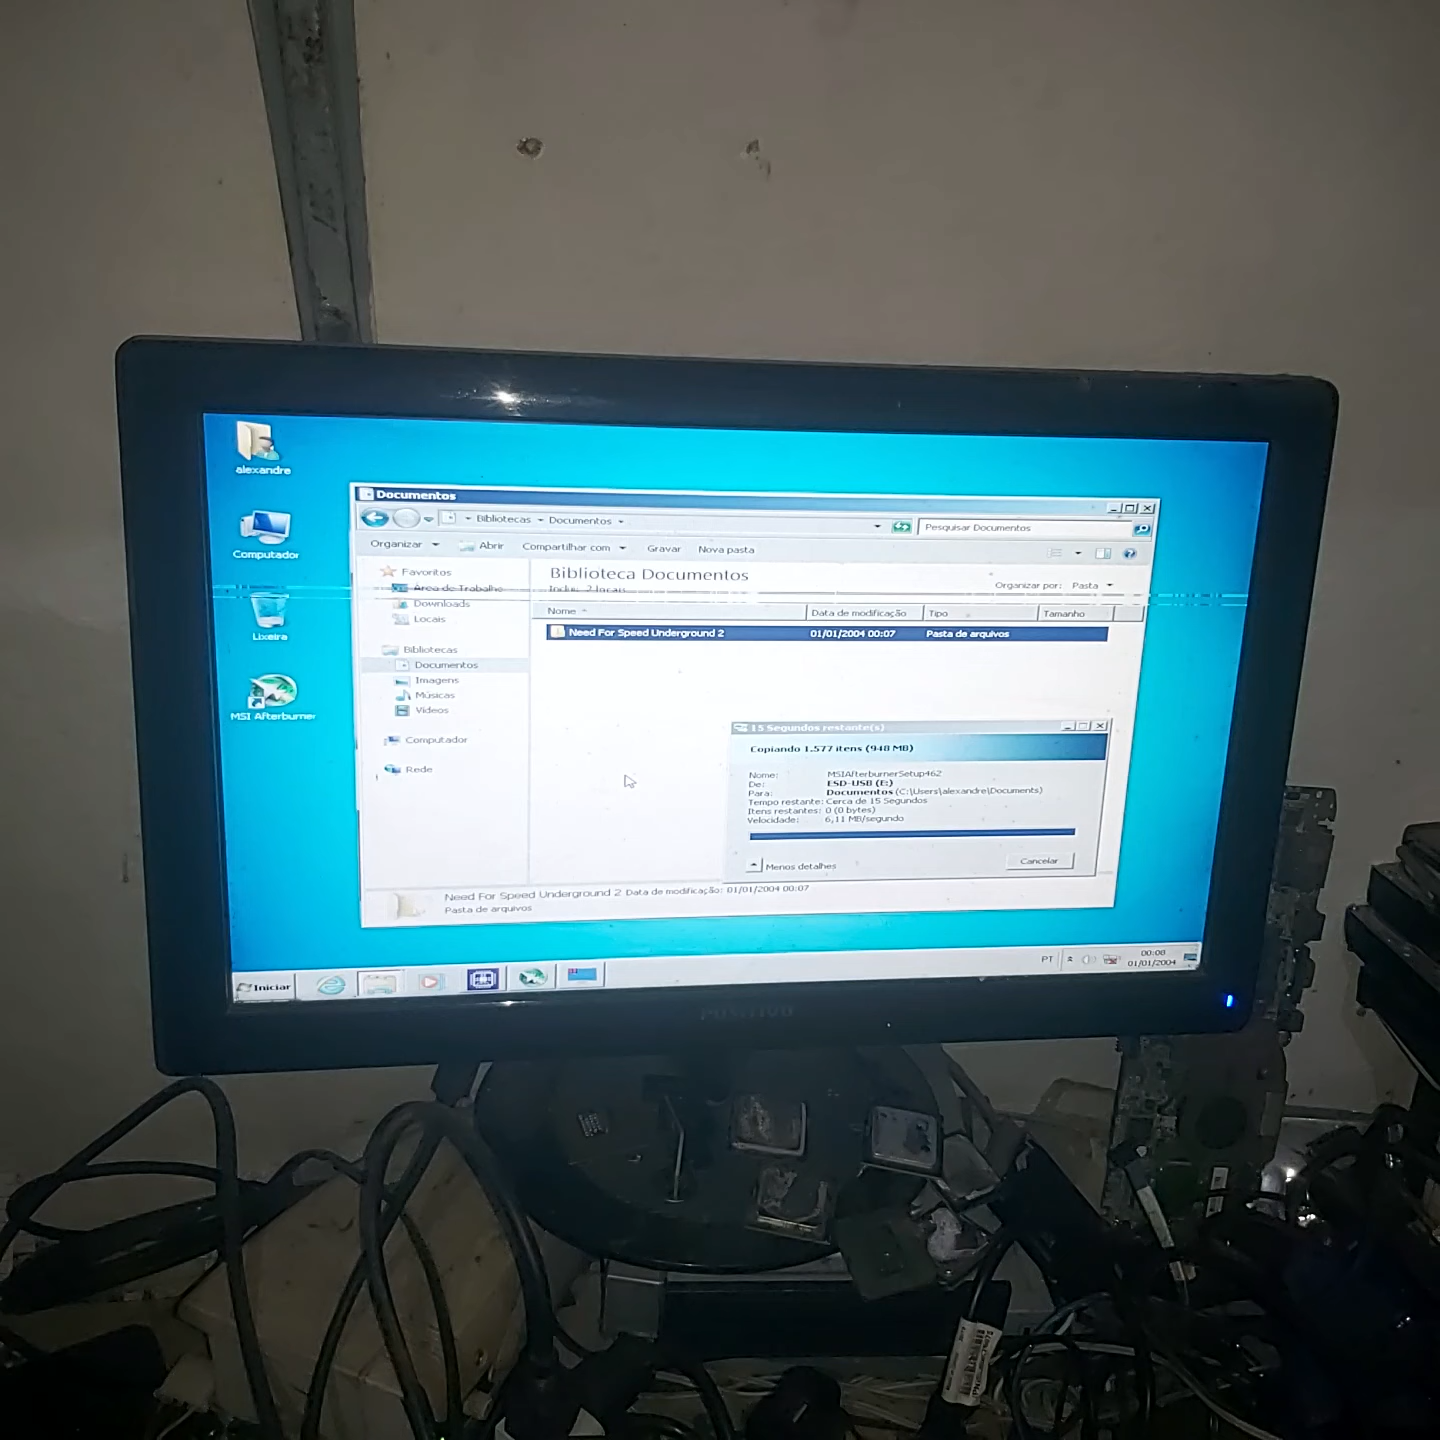 alexandre
Computador
Lixeira
MSI Afterburner
Documentos
Bibliotecas
Documentos
Pesquisar Documentos
Organizar
Abrir
Compartilhar com
Gravar
Nova pasta
Favoritos
Área de Trabalho
Downloads
Locais
Bibliotecas
Documentos
Imagens
Músicas
Vídeos
Computador
Rede
Biblioteca Documentos
Inclui: 2 locais
Organizar por: Pasta
Nome
Data de modificação
Tipo
Tamanho
Need For Speed Underground 2 01/01/2004 00:07 Pasta de arquivos
15 Segundos restante(s)
Copiando 1.577 itens (948 MB)
Nome: MSIAfterburnerSetup462
De: ESD-USB (E:)
Para: Documentos (C:\Users\alexandre\Documents)
Tempo restante: Cerca de 15 Segundos
Itens restantes: 0 (0 bytes)
Velocidade: 6,11 MB/segundo
Menos detalhes
Cancelar
Need For Speed Underground 2 Data de modificação: 01/01/2004 00:07
Pasta de arquivos
Iniciar
PT
00:08
01/01/2004
POSITIVO